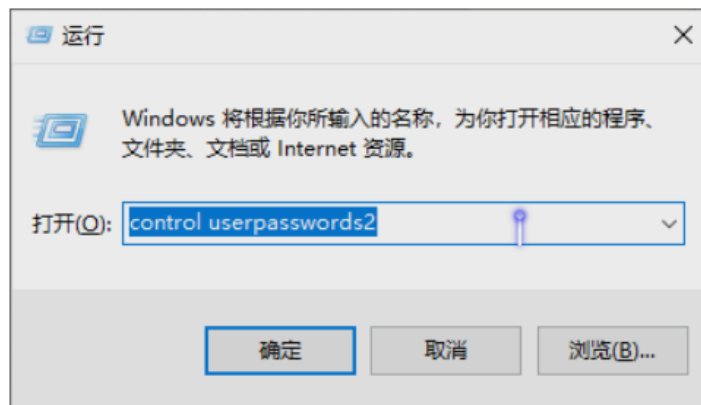 运行
Windows 将根据你所输入的名称，为你打开相应的程序、
文件夹、文档或 Internet 资源。
打开(O): control userpasswords2
确定 取消 浏览(B)...